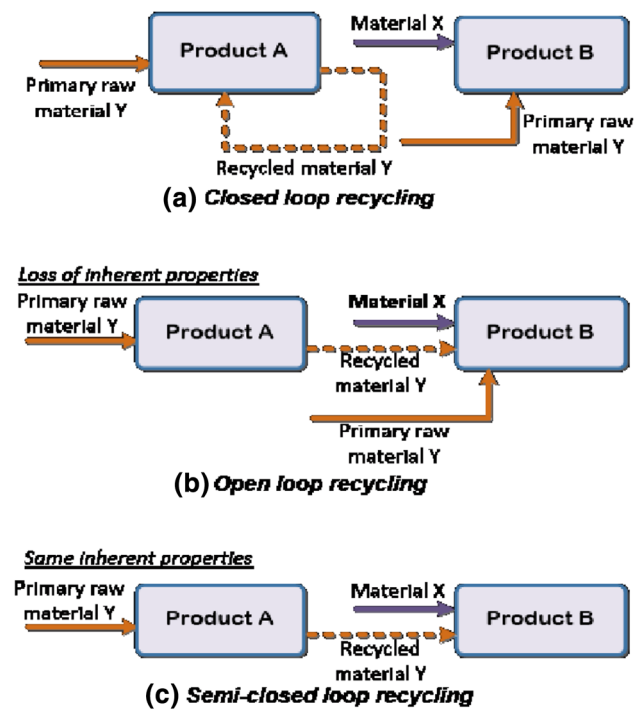 Product A
Material X
Product B
Primary raw
material Y
Primary raw
material Y
Recycled material Y
(a) Closed loop recycling
Loss of inherent properties
Primary raw
material Y
Product A
Material X
Product B
Recycled
material Y
Primary raw
material Y
(b) Open loop recycling
Same inherent properties
Primary raw
material Y
Product A
Material X
Product B
Recycled
material Y
(c) Semi-closed loop recycling